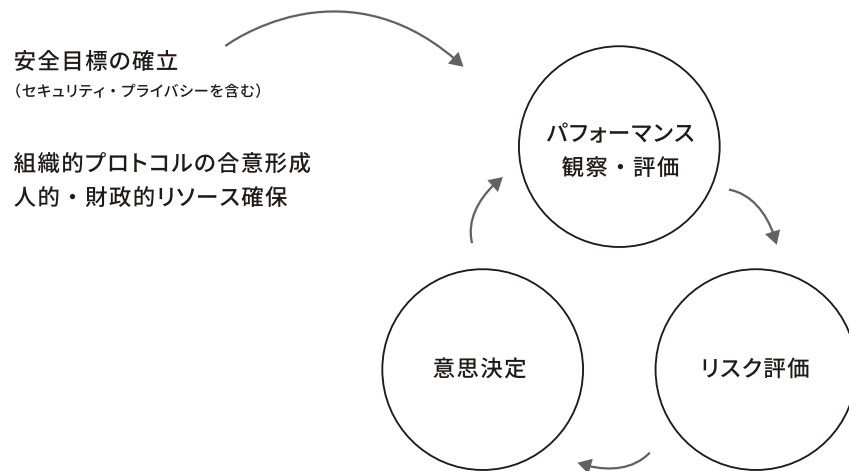 安全目標の確立
（セキュリティ・プライバシーを含む）
組織的プロトコルの合意形成
人的・財政的リソース確保
パフォーマンス
観察・評価
意思決定
リスク評価